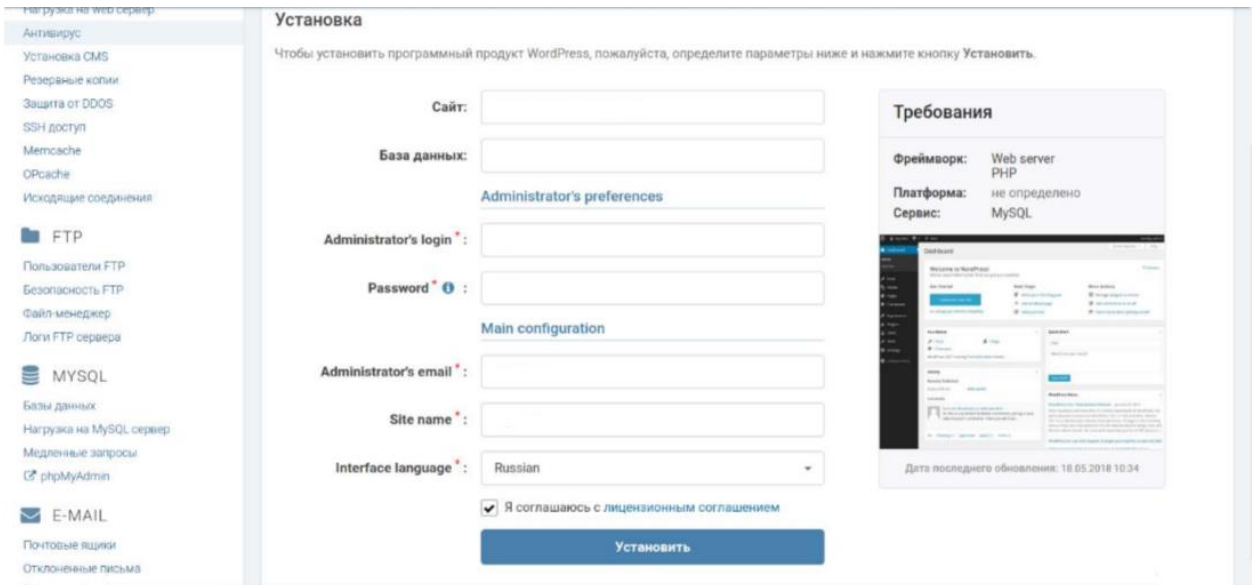 Нагрузка на web сервер
Антивирус
Установка CMS
Резервные копии
Защита от DDOS
SSH доступ
Memcache
OPcache
Исходящие соединения
FTP
Пользователи FTP
Безопасность FTP
Файл-менеджер
Логи FTP сервера
MYSQL
Базы данных
Нагрузка на MySQL сервер
Медленные запросы
phpMyAdmin
E-MAIL
Почтовые ящики
Отклоненные письма
Установка
Чтобы установить программный продукт WordPress, пожалуйста, определите параметры ниже и нажмите кнопку Установить.
Сайт:
База данных:
Administrator's preferences
Administrator's login * :
Password * :
Main configuration
Administrator's email * :
Site name * :
Interface language * : Russian
Я соглашаюсь с лицензионным соглашением
Установить
Требования
Фреймворк: Web server
PHP
Платформа: не определено
Сервис: MySQL
Dashboard
Welcome to WordPress!
Дата последнего обновления: 18.05.2018 10:34